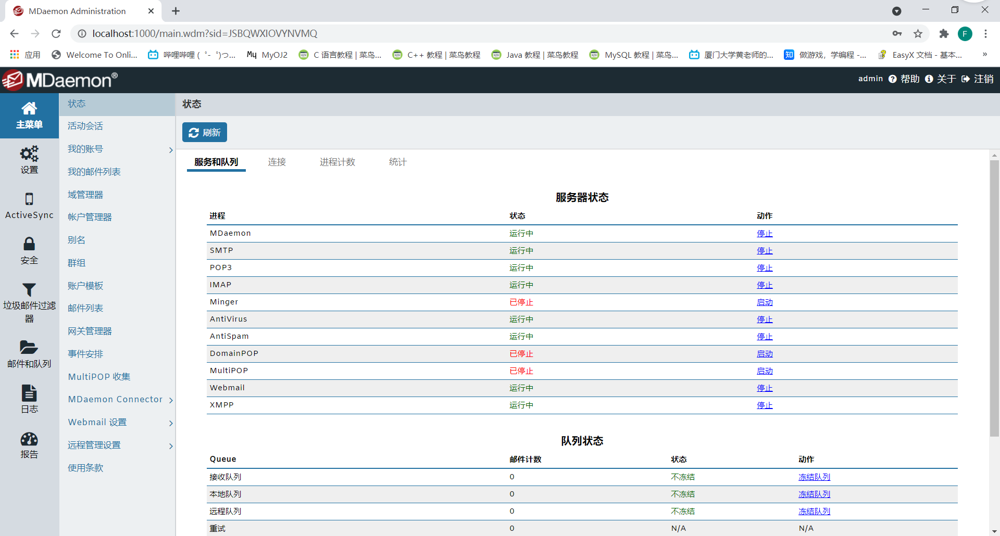 MDaemon Administration
localhost:1000/main.wdm?sid=JSBQWXIOVYNVMQ
F
应用
Welcome To Onli...
哔哩哔哩 ( ゜- ゜)つ...
My MyOJ2
C 语言教程 | 菜鸟...
C++ 教程 | 菜鸟教程
Java 教程 | 菜鸟教程
MySQL 教程 | 菜鸟...
厦门大学黄老师的...
知 做游戏，学编程 -...
EasyX 文档 - 基本...
»
MDaemon®
admin 帮助 关于 注销
主菜单
设置
ActiveSync
安全
垃圾邮件过滤
器
邮件和队列
日志
报告
状态
活动会话
我的账号
我的邮件列表
域管理器
帐户管理器
别名
群组
账户模板
邮件列表
网关管理器
事件安排
MultiPOP 收集
MDaemon Connector
Webmail 设置
远程管理设置
使用条款
状态
刷新
服务和队列 连接 进程计数 统计
服务器状态
进程 状态 动作
MDaemon 运行中 停止
SMTP 运行中 停止
POP3 运行中 停止
IMAP 运行中 停止
Minger 已停止 启动
AntiVirus 运行中 停止
AntiSpam 运行中 停止
DomainPOP 已停止 启动
MultiPOP 已停止 启动
Webmail 运行中 停止
XMPP 运行中 停止
队列状态
Queue 邮件计数 状态 动作
接收队列 0 不冻结 冻结队列
本地队列 0 不冻结 冻结队列
远程队列 0 不冻结 冻结队列
重试 0 N/A N/A